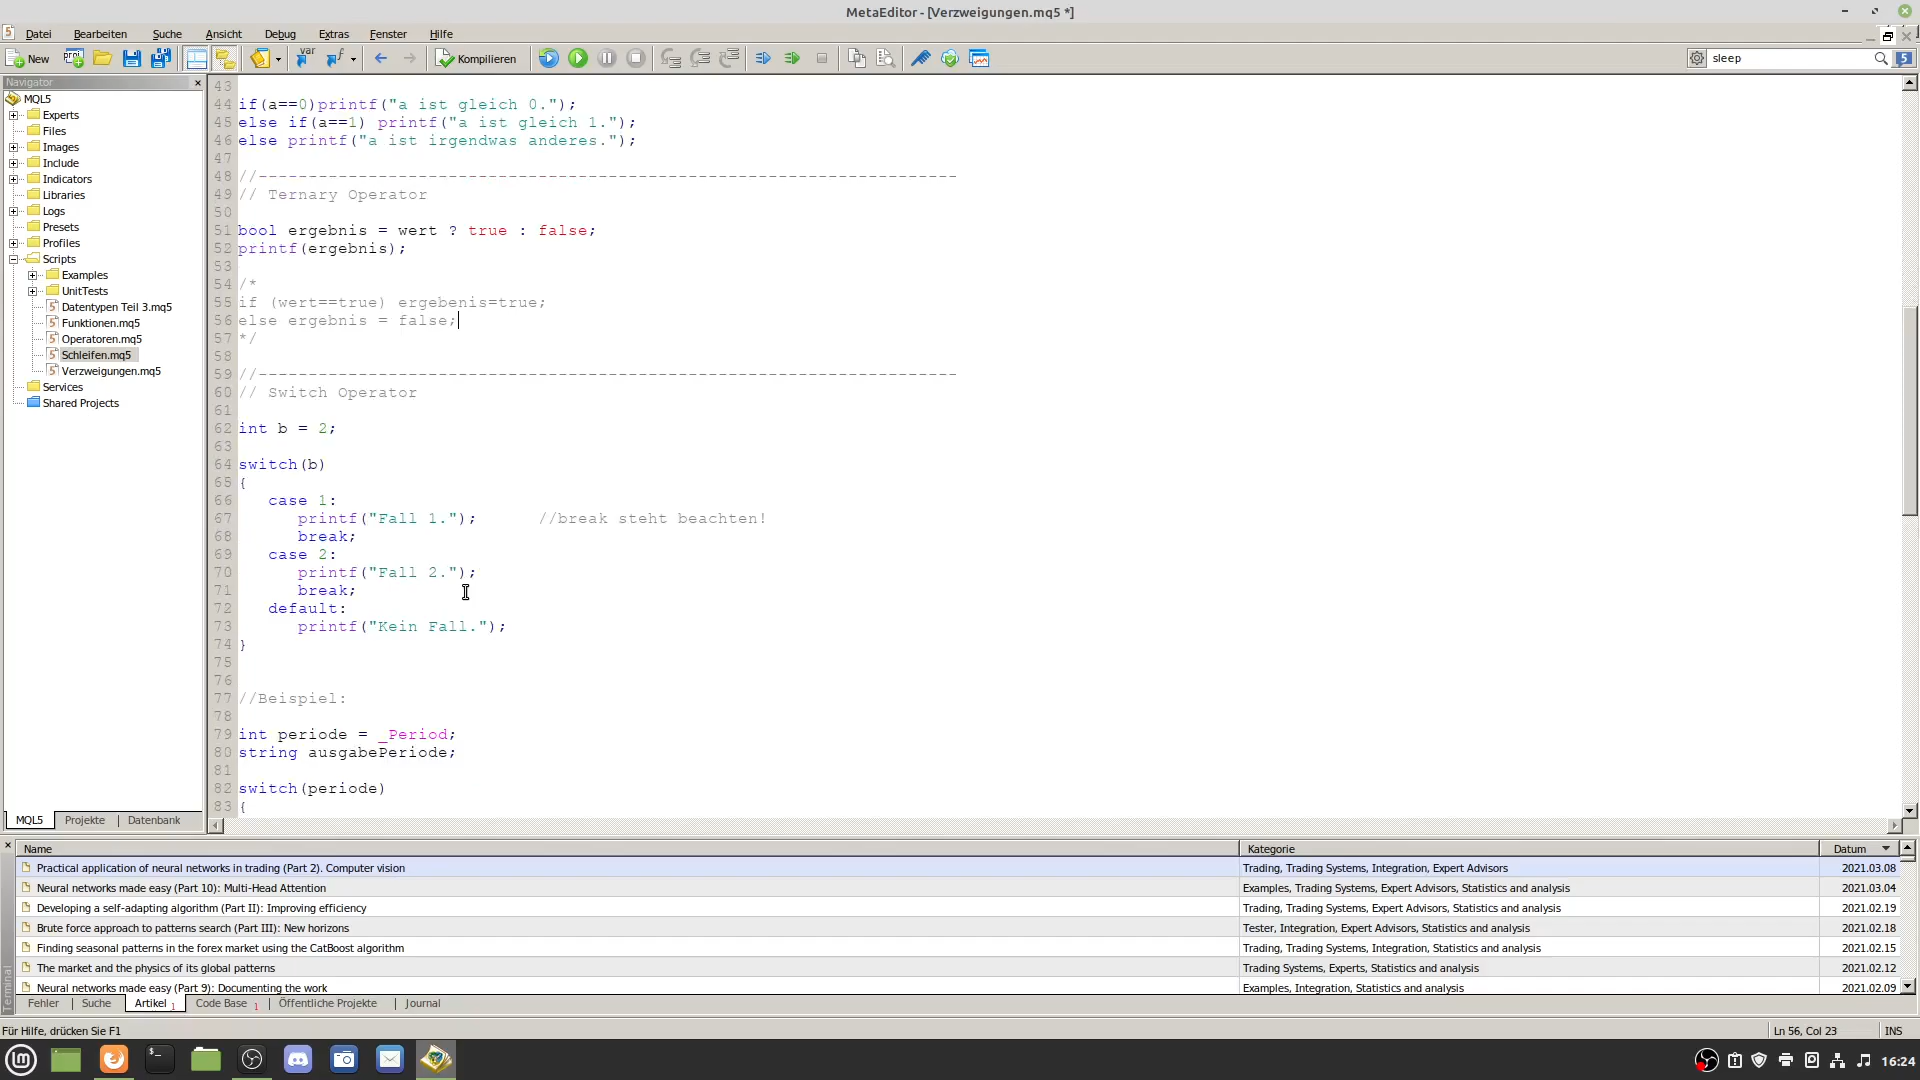 MetaEditor - [Verzweigungen.mq5 *]
Datei Bearbeiten Suche Ansicht Debug Extras Fenster Hilfe
New Kompilieren sleep 5
Navigator
MQL5
Experts
Files
Images
Include
Indicators
Libraries
Logs
Presets
Profiles
Scripts
Examples
UnitTests
Datentypen Teil 3.mq5
Funktionen.mq5
Operatoren.mq5
Schleifen.mq5
Verzweigungen.mq5
Services
Shared Projects
MQL5 Projekte Datenbank
43
44 if(a==0)printf("a ist gleich 0.");
45 else if(a==1) printf("a ist gleich 1.");
46 else printf("a ist irgendwas anderes.");
47
48 //----------------------------------------------------------------------
49 // Ternary Operator
50
51 bool ergebnis = wert ? true : false;
52 printf(ergebnis);
53
54 /*
55 if (wert==true) ergebenis=true;
56 else ergebnis = false;
57 */
58
59 //----------------------------------------------------------------------
60 // Switch Operator
61
62 int b = 2;
63
64 switch(b)
65 {
66 case 1:
67 printf("Fall 1."); //break steht beachten!
68 break;
69 case 2:
70 printf("Fall 2.");
71 break;
72 default:
73 printf("Kein Fall.");
74 }
75
76
77 //Beispiel:
78
79 int periode = _Period;
80 string ausgabePeriode;
81
82 switch(periode)
83 {
Name Kategorie Datum
Practical application of neural networks in trading (Part 2). Computer vision Trading, Trading Systems, Integration, Expert Advisors 2021.03.08
Neural networks made easy (Part 10): Multi-Head Attention Examples, Trading Systems, Expert Advisors, Statistics and analysis 2021.03.04
Developing a self-adapting algorithm (Part II): Improving efficiency Trading, Trading Systems, Expert Advisors, Statistics and analysis 2021.02.19
Brute force approach to patterns search (Part III): New horizons Tester, Integration, Expert Advisors, Statistics and analysis 2021.02.18
Finding seasonal patterns in the forex market using the CatBoost algorithm Trading, Trading Systems, Integration, Statistics and analysis 2021.02.15
The market and the physics of its global patterns Trading Systems, Experts, Statistics and analysis 2021.02.12
Neural networks made easy (Part 9): Documenting the work Examples, Integration, Statistics and analysis 2021.02.09
Terminal
Fehler Suche Artikel 1 Code Base 1 Öffentliche Projekte Journal
Für Hilfe, drücken Sie F1 Ln 56, Col 23 INS
16:24